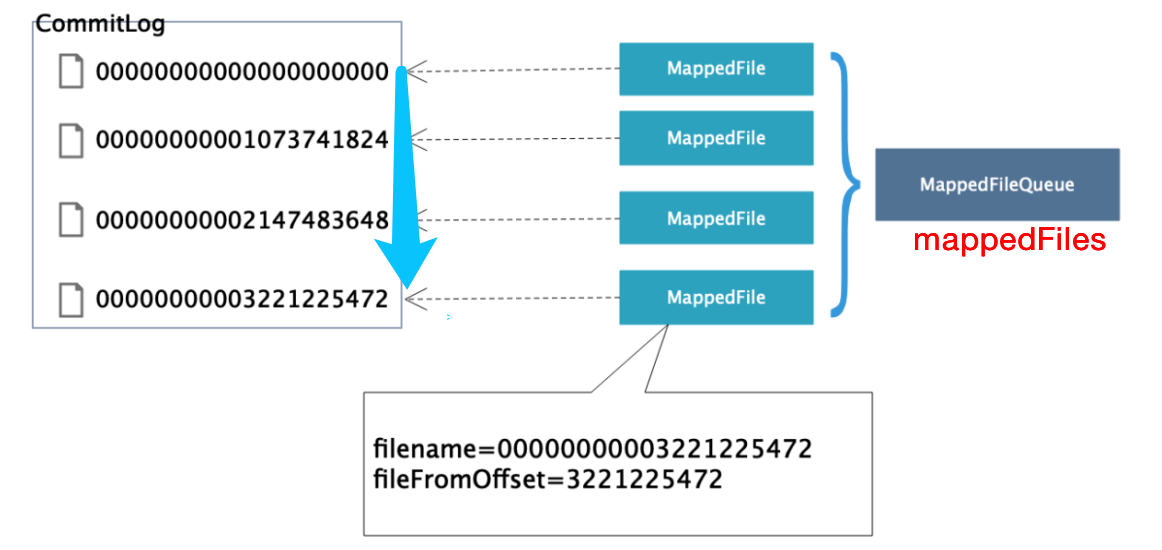 CommitLog
00000000000000000000
MappedFile
00000000001073741824
MappedFile
MappedFileQueue
mappedFiles
00000000002147483648
MappedFile
00000000003221225472
MappedFile
filename=00000000003221225472
fileFromOffset=3221225472